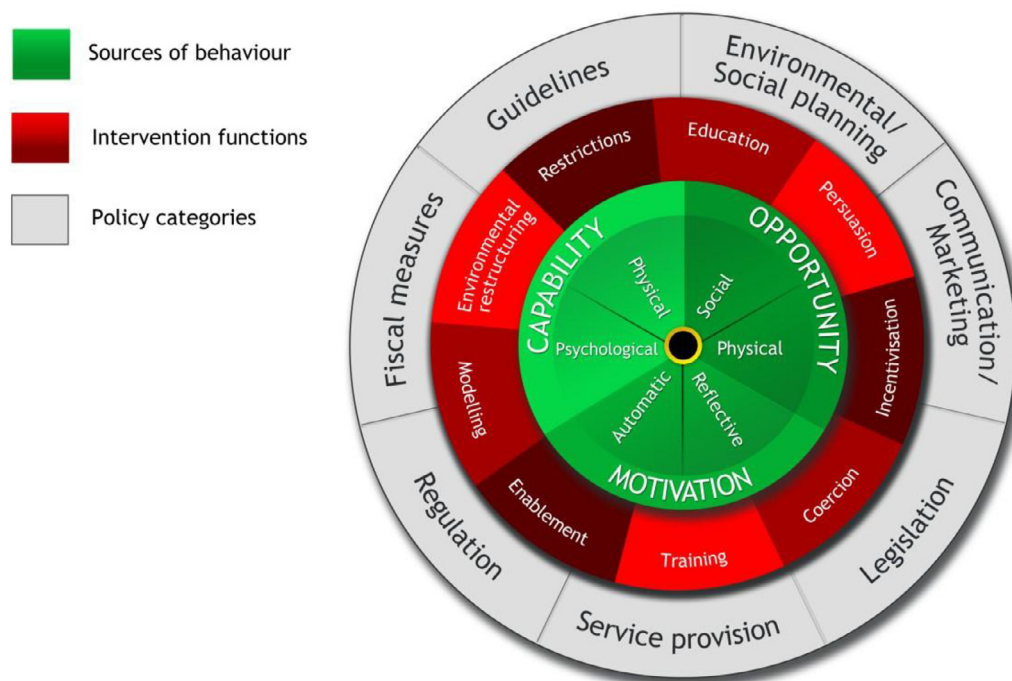 Sources of behaviour
Intervention functions
Policy categories
Guidelines
Environmental/
Social planning
Communication/
Marketing
Legislation
Service provision
Regulation
Fiscal measures
Restrictions
Education
Persuasion
Incentivisation
Coercion
Training
Enablement
Modelling
Environmental
restructuring
CAPABILITY
OPPORTUNITY
MOTIVATION
Physical
Social
Psychological
Physical
Automatic
Reflective